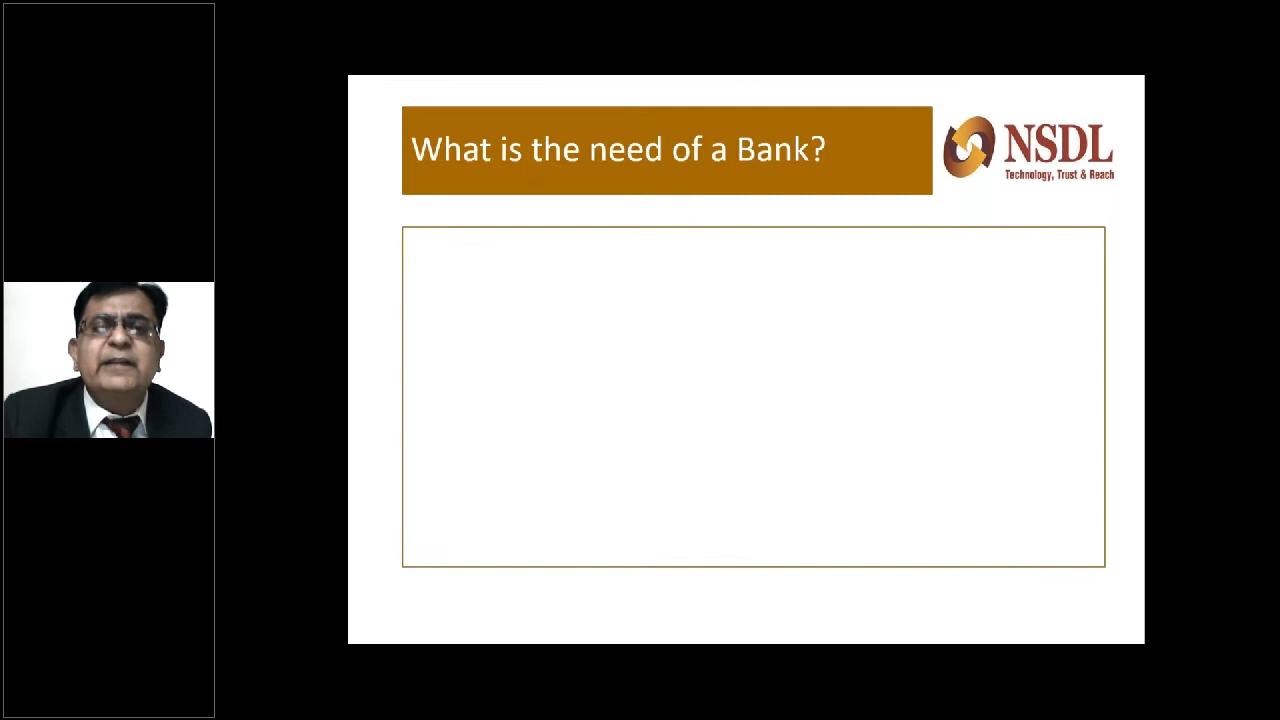 What is the need of a Bank?
NSDL
Technology, Trust & Reach